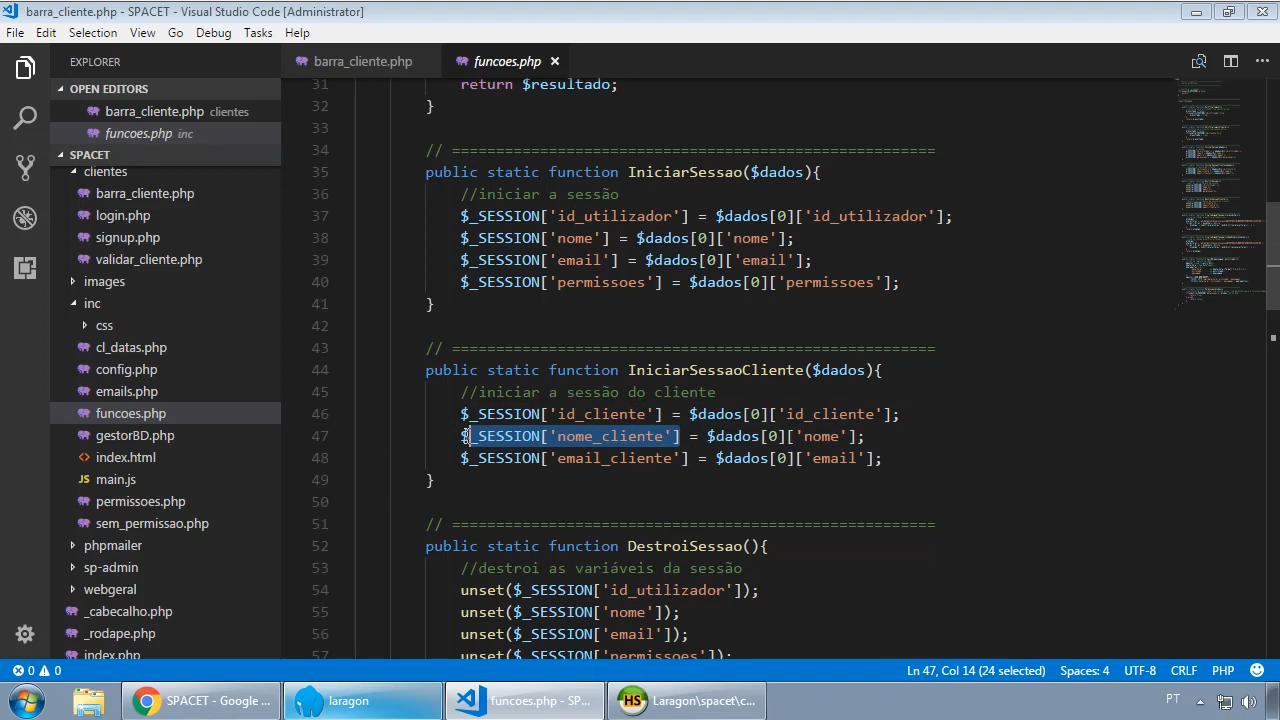 barra_cliente.php - SPACET - Visual Studio Code [Administrator]
File Edit Selection View Go Debug Tasks Help
EXPLORER
OPEN EDITORS
barra_cliente.php clientes
funcoes.php inc
SPACET
clientes
barra_cliente.php
login.php
signup.php
validar_cliente.php
images
inc
css
cl_datas.php
config.php
emails.php
funcoes.php
gestorBD.php
index.html
main.js
permissoes.php
sem_permissao.php
phpmailer
sp-admin
webgeral
_cabecalho.php
_rodape.php
index.php
barra_cliente.php funcoes.php
31 return $resultado;
32 }
33
34 // =======================================================
35 public static function IniciarSessao($dados){
36 //ininiar a sessão
37 $_SESSION['id_utilizador'] = $dados[0]['id_utilizador'];
38 $_SESSION['nome'] = $dados[0]['nome'];
39 $_SESSION['email'] = $dados[0]['email'];
40 $_SESSION['permissoes'] = $dados[0]['permissoes'];
41 }
42
43 // =======================================================
44 public static function IniciarSessaoCliente($dados){
45 //iniciar a sessão do cliente
46 $_SESSION['id_cliente'] = $dados[0]['id_cliente'];
47 $_SESSION['nome_cliente'] = $dados[0]['nome'];
48 $_SESSION['email_cliente'] = $dados[0]['email'];
49 }
50
51 // =======================================================
52 public static function DestroiSessao(){
53 //destroi as variáveis da sessão
54 unset($_SESSION['id_utilizador']);
55 unset($_SESSION['nome']);
56 unset($_SESSION['email']);
57 unset($_SESSION['permissoes']);
0 0 Ln 47, Col 14 (24 selected) Spaces: 4 UTF-8 CRLF PHP
SPACET - Google ... laragon funcoes.php - SP... HS Laragon\spacet\c... PT